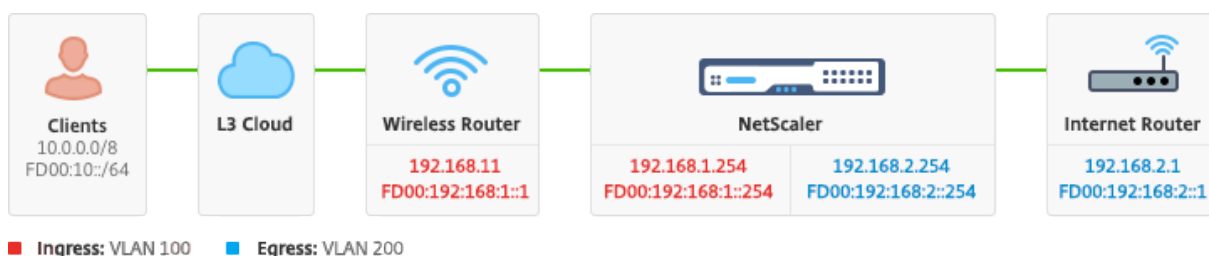 Clients
10.0.0.0/8
FD00:10::/64
L3 Cloud
Wireless Router
192.168.11
FD00:192:168:1::1
NetScaler
192.168.1.254
FD00:192:168:1::254
192.168.2.254
FD00:192:168:2::254
Internet Router
192.168.2.1
FD00:192:168:2::1
Ingress: VLAN 100
Egress: VLAN 200